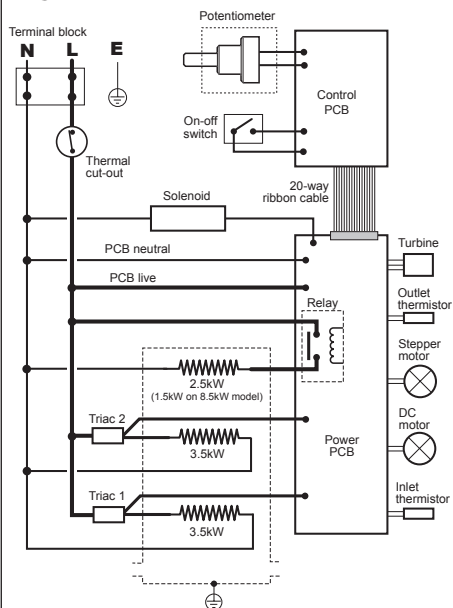 Potentiometer
Terminal block
N L E
Control
PCB
On-off
switch
Thermal
cut-out
20-way
ribbon cable
Solenoid
Turbine
PCB neutral
PCB live
Outlet
thermistor
Relay
Stepper
motor
2.5kW
(1.5kW on 8.5kW model)
DC
motor
Triac 2
Power
PCB
3.5kW
Inlet
thermistor
Triac 1
3.5kW